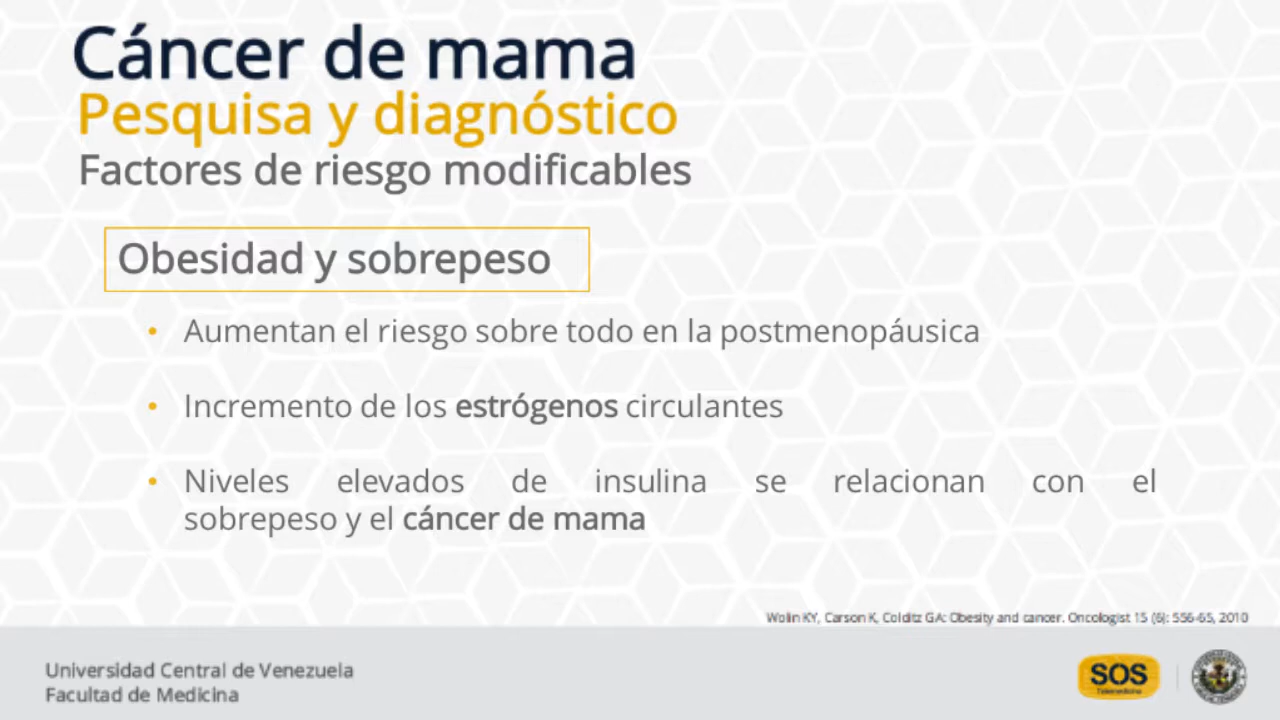 Cáncer de mama
Pesquisa y diagnóstico
Factores de riesgo modificables
Obesidad y sobrepeso
• Aumentan el riesgo sobre todo en la postmenopáusica
• Incremento de los estrógenos circulantes
• Niveles elevados de insulina se relacionan con el
sobrepeso y el cáncer de mama
Wolin KY, Carson K, Colditz GA: Obesity and cancer. Oncologist 15 (6): 556-65, 2010
Universidad Central de Venezuela
Facultad de Medicina
SOS
Telemedicina